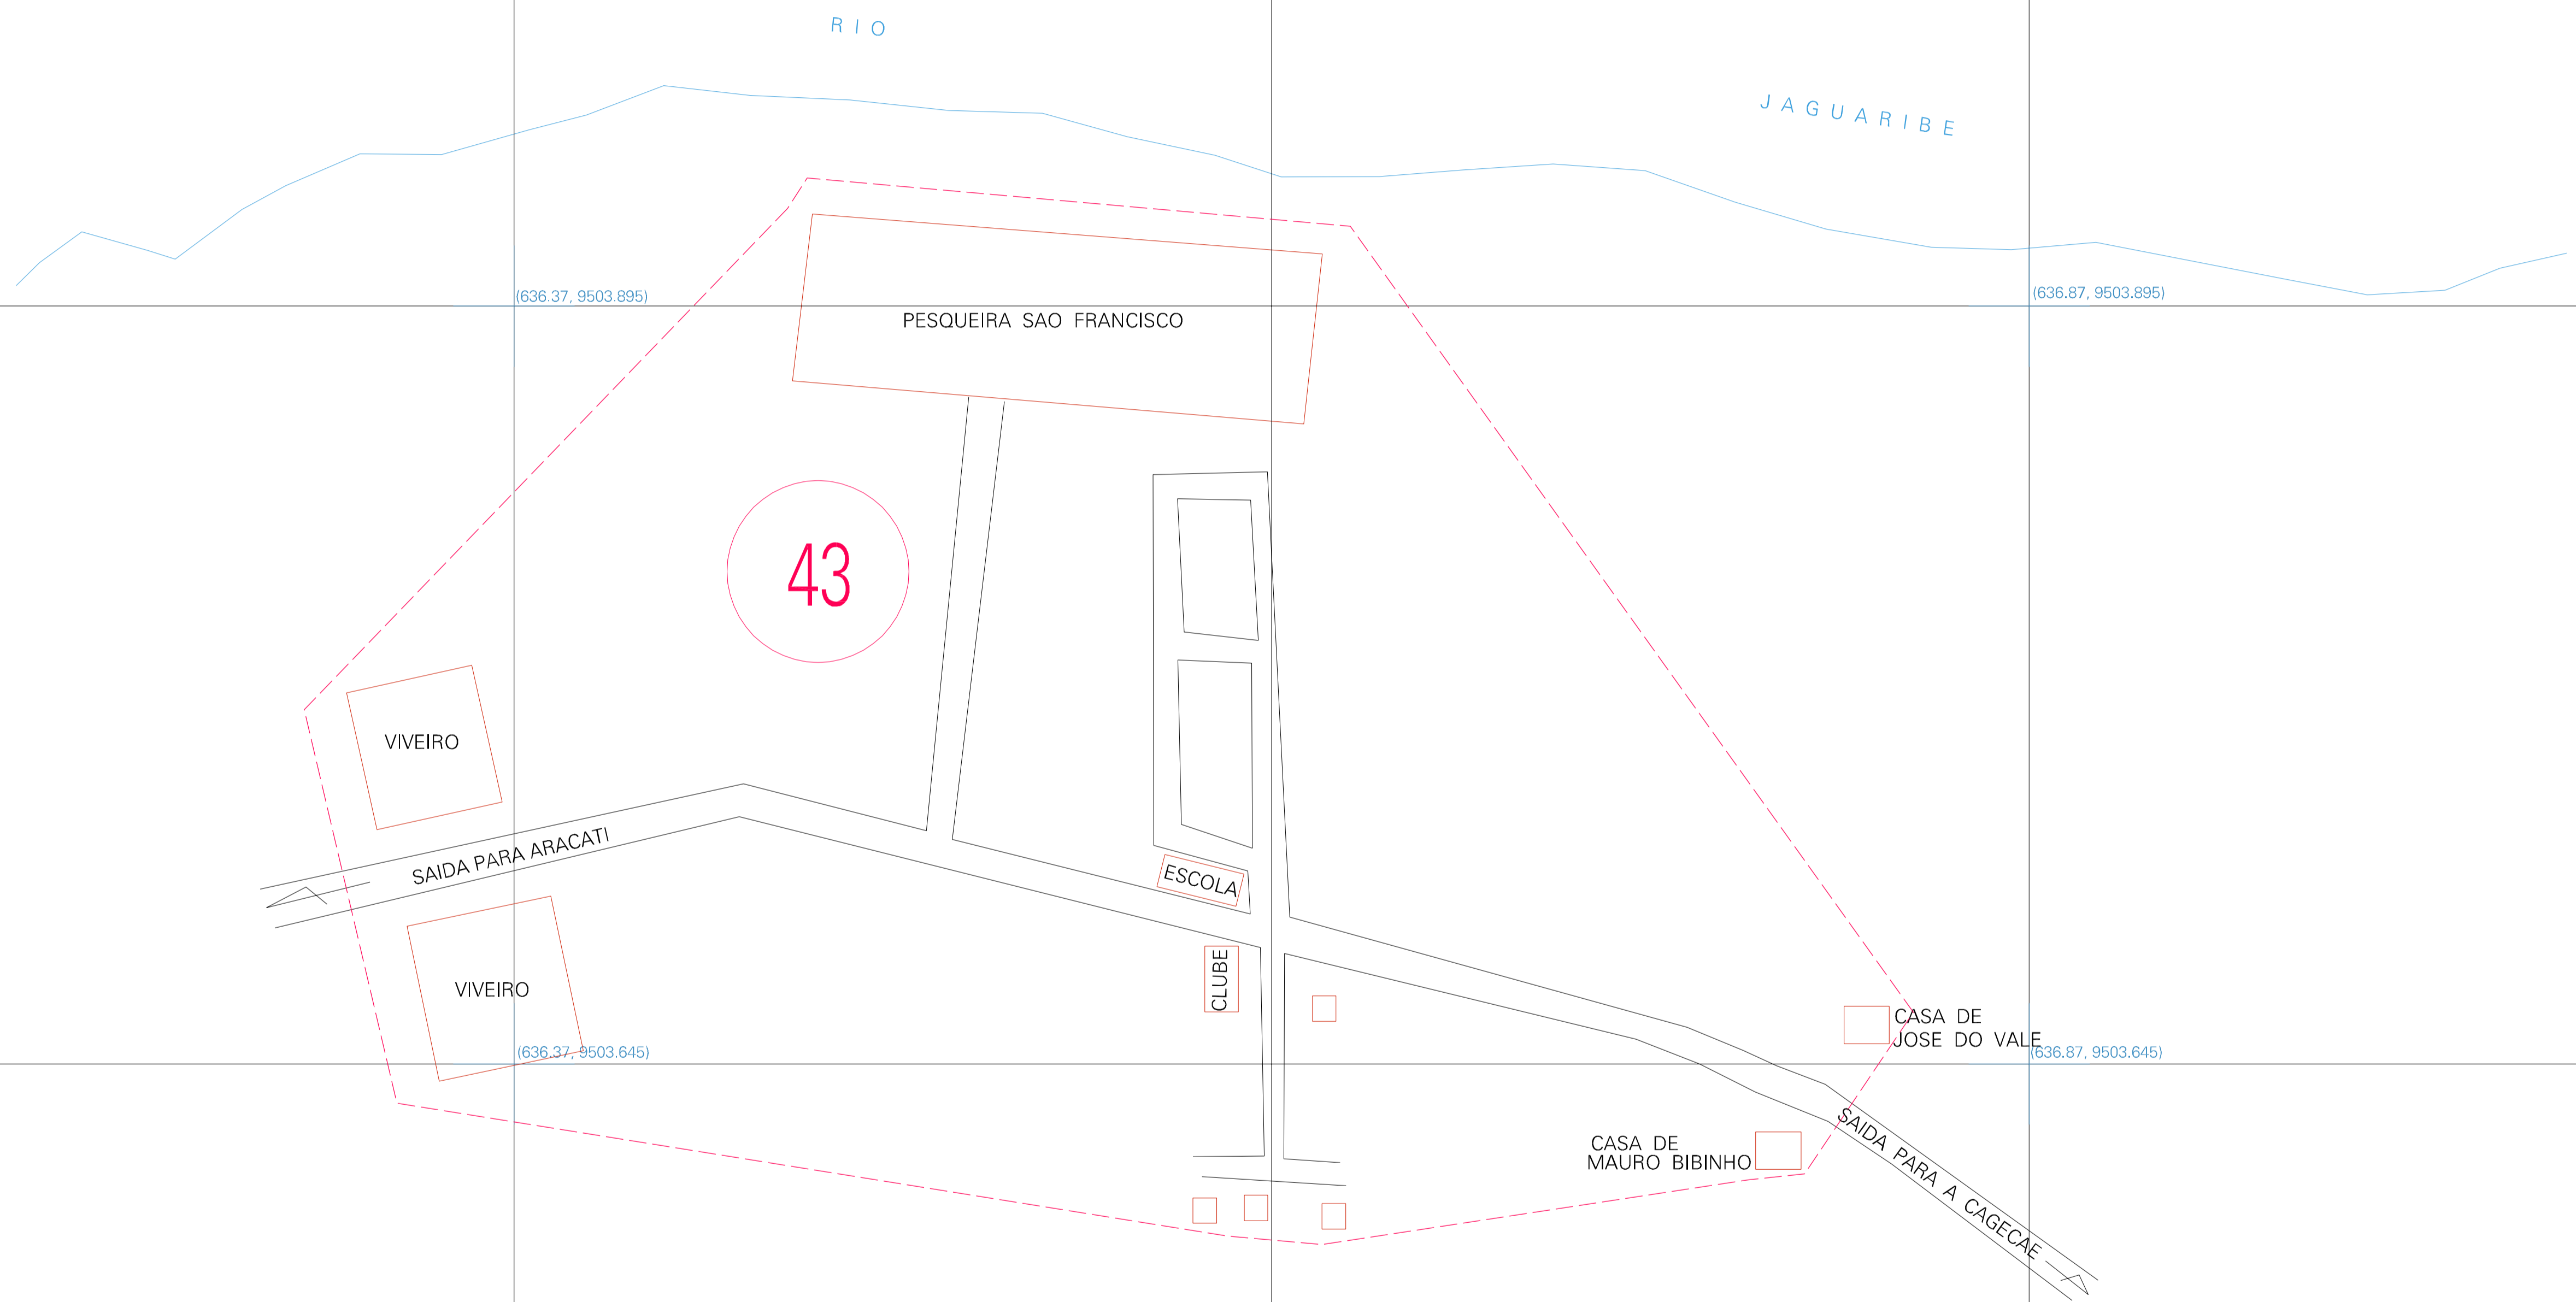 RIO
JAGUARIBE
(636.37, 9503.895)
(636.87, 9503.895)
PESQUEIRA SAO FRANCISCO
43
VIVEIRO
SAIDA PARA ARACATI
ESCOLA
CLUBE
VIVEIRO
CASA DE
JOSE DO VALE
(636.37, 9503.645)
(636.87, 9503.645)
CASA DE
MAURO BIBINHO
SAIDA PARA A CAGECAE